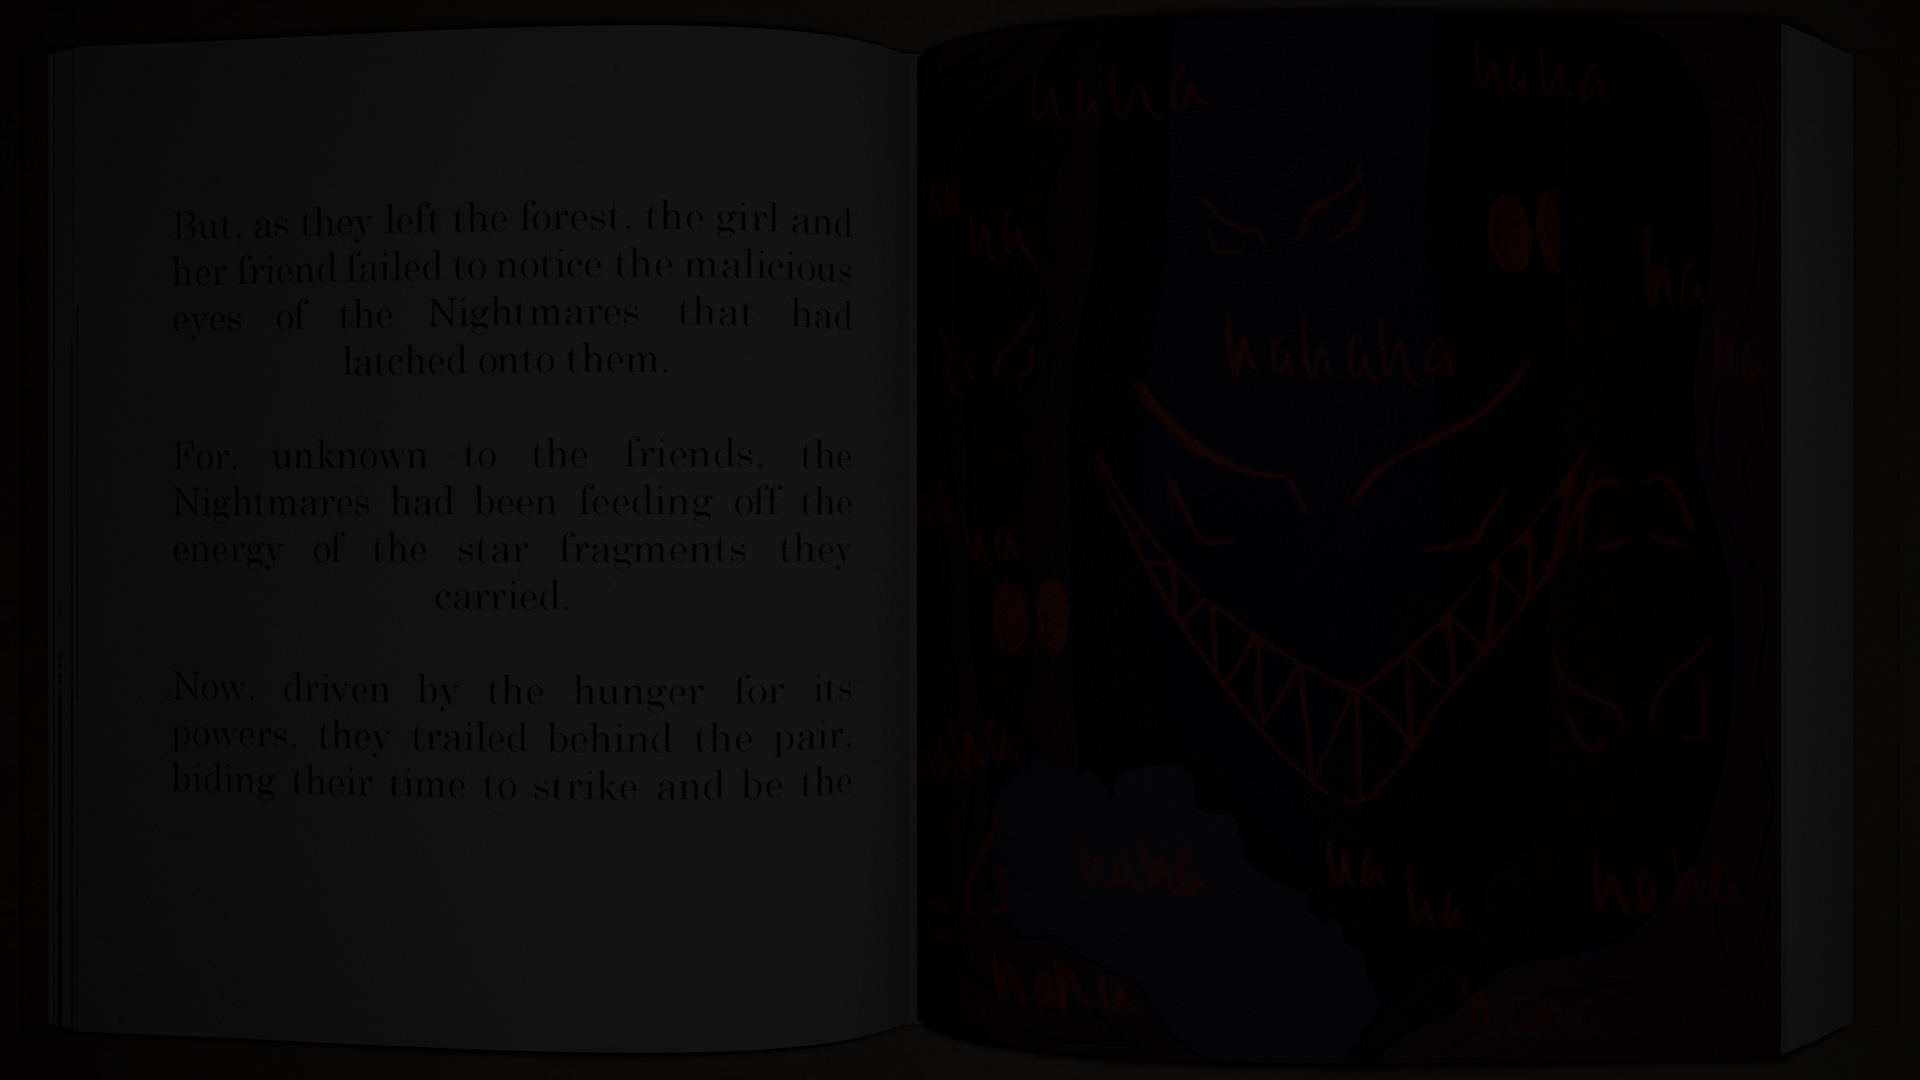 But, as they left the forest, the girl and
her friend failed to notice the malicious
eyes of the Nightmares that had
latched onto them.
For, unknown to the friends, the
Nightmares had been feeding off the
energy of the star fragments they
carried.
Now, driven by the hunger for its
powers, they trailed behind the pair,
biding their time to strike and be the
haha
haha
ha
ha
hahaha
ha
ha
haha
haha
ha
ha
haha
haha
haha